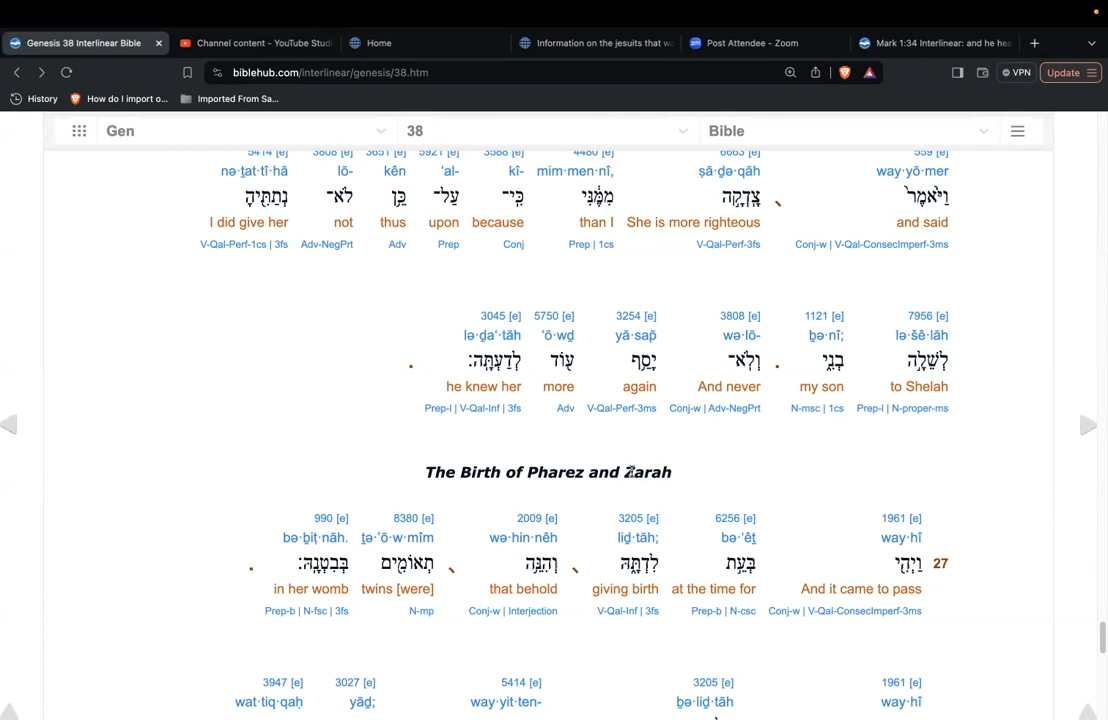 Genesis 38 Interlinear Bible
Channel content - YouTube Studi
Home
Information on the jesuits that wa
Post Attendee - Zoom
Mark 1:34 Interlinear: and he hea
biblehub.com/interlinear/genesis/38.htm
VPN
Update
History
How do I import o...
Imported From Sa...
Gen
38
Bible
5414 [e] 3808 [e] 3651 [e] 5921 [e] 3588 [e] 4480 [e] 6663 [e] 559 [e]
nə·ṯat·tî·hā lō- kên ‘al- kî- mim·men·nî, ṣā·ḏə·qāh way·yō·mer
וַיֹּ֙אמֶר֙ 、 צָֽדְקָ֣ה מִמֶּ֔נִּי כִּֽי־ עַל־ כֵּ֥ן לֹא־ נְתַתִּ֖יהָ
I did give her not thus upon because than I She is more righteous and said
V-Qal-Perf-1cs | 3fs Adv-NegPrt Adv Prep Conj Prep | 1cs V-Qal-Perf-3fs Conj-w | V-Qal-ConsecImperf-3ms
3045 [e] 5750 [e] 3254 [e] 3808 [e] 1121 [e] 7956 [e]
lə·ḏa‘·tāh ‘ō·wḏ yā·sap̄ wə·lō- ḇə·nî; lə·šê·lāh
לְשֵׁלָ֣ה בְנִ֑י . וְלֹֽא־ יָסַ֥ף ע֖וֹד לְדַעְתָּֽה׃ .
he knew her more again And never my son to Shelah
Prep-l | V-Qal-Inf | 3fs Adv V-Qal-Perf-3ms Conj-w | Adv-NegPrt N-msc | 1cs Prep-l | N-proper-ms
The Birth of Pharez and Zarah
990 [e] 8380 [e] 2009 [e] 3205 [e] 6256 [e] 1961 [e]
bə·ḇiṭ·nāh. ṯə·’ō·w·mîm wə·hin·nêh liḏ·tāh; bə·‘êṯ way·hî
27 וַיְהִ֖י בְּעֵ֣ת לִדְתָּ֑הּ 、 וְהִנֵּ֥ה 、 תְאוֹמִ֖ים בְּבִטְנָֽהּ׃ .
in her womb twins [were] that behold giving birth at the time for And it came to pass
Prep-b | N-fsc | 3fs N-mp Conj-w | Interjection V-Qal-Inf | 3fs Prep-b | N-csc Conj-w | V-Qal-ConsecImperf-3ms
3947 [e] 3027 [e] 5414 [e] 3205 [e] 1961 [e]
wat·tiq·qaḥ yāḏ; way·yit·ten- ḇə·liḏ·tāh way·hî